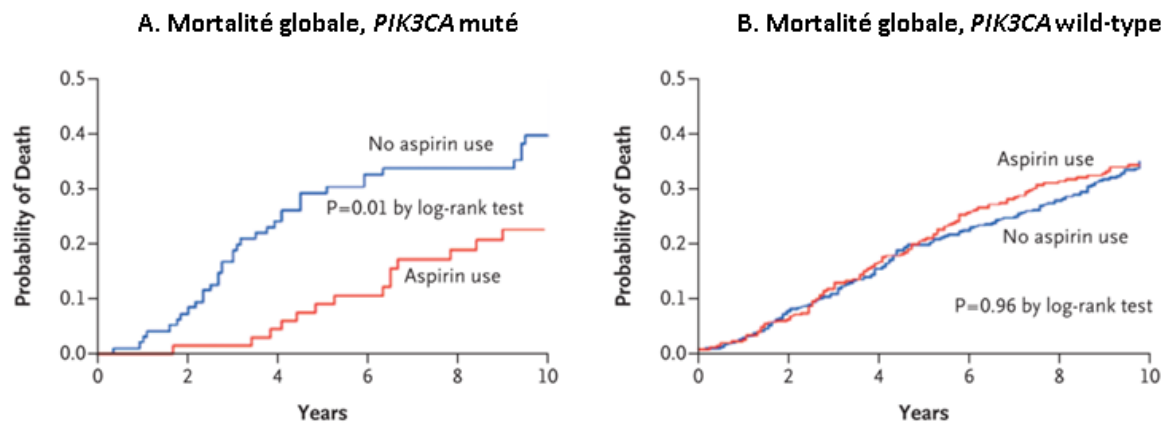 A. Mortalité globale, PIK3CA muté
0.5
0.4
0.3
0.2
0.1
0.0
Probability of Death
No aspirin use
P=0.01 by log-rank test
Aspirin use
0 2 4 6 8 10
Years
B. Mortalité globale, PIK3CA wild-type
0.5
0.4
0.3
0.2
0.1
0.0
Probability of Death
Aspirin use
No aspirin use
P=0.96 by log-rank test
0 2 4 6 8 10
Years